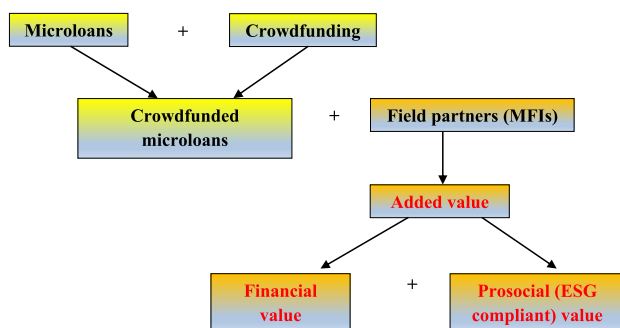 Microloans + Crowdfunding
Crowdfunded + Field partners (MFIs)
microloans
Added value
Financial + Prosocial (ESG
value compliant) value